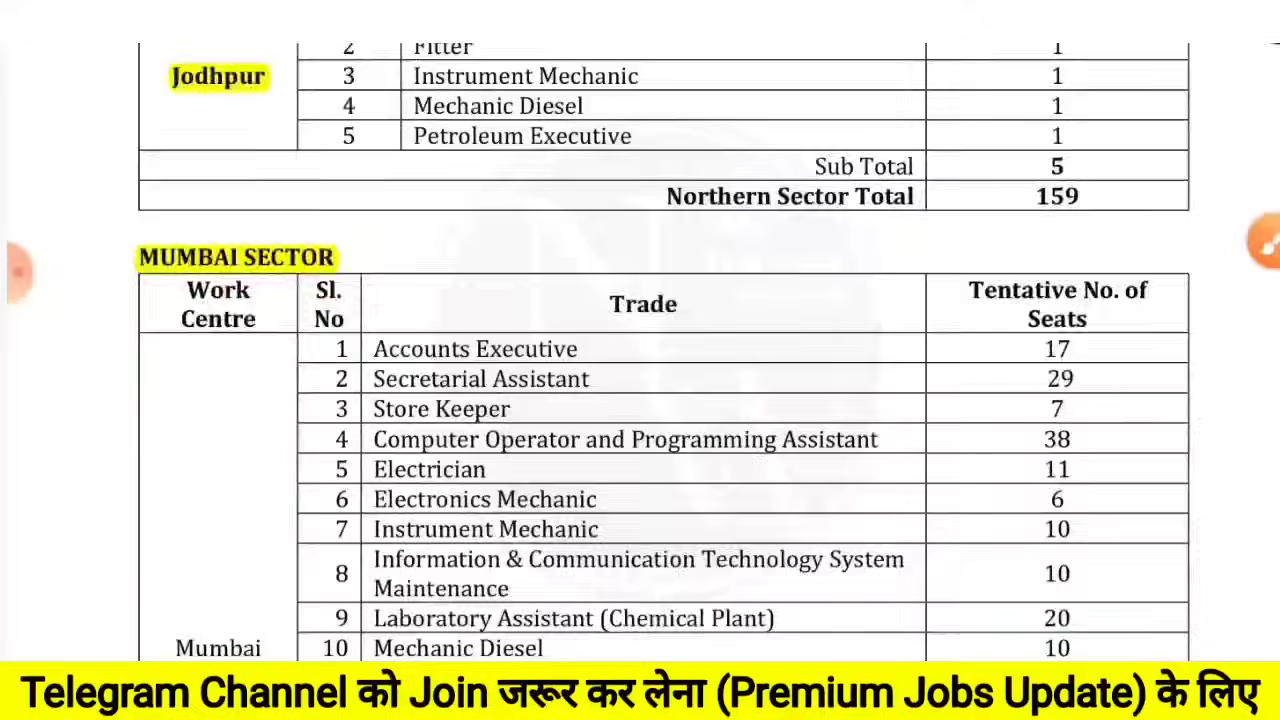 2 Fitter 1
Jodhpur 3 Instrument Mechanic 1
4 Mechanic Diesel 1
5 Petroleum Executive 1
Sub Total 5
Northern Sector Total 159
MUMBAI SECTOR
Work Centre Sl. No Trade Tentative No. of Seats
1 Accounts Executive 17
2 Secretarial Assistant 29
3 Store Keeper 7
4 Computer Operator and Programming Assistant 38
5 Electrician 11
6 Electronics Mechanic 6
7 Instrument Mechanic 10
8 Information & Communication Technology System Maintenance 10
9 Laboratory Assistant (Chemical Plant) 20
Mumbai 10 Mechanic Diesel 10
Telegram Channel को Join जरूर कर लेना (Premium Jobs Update) के लिए